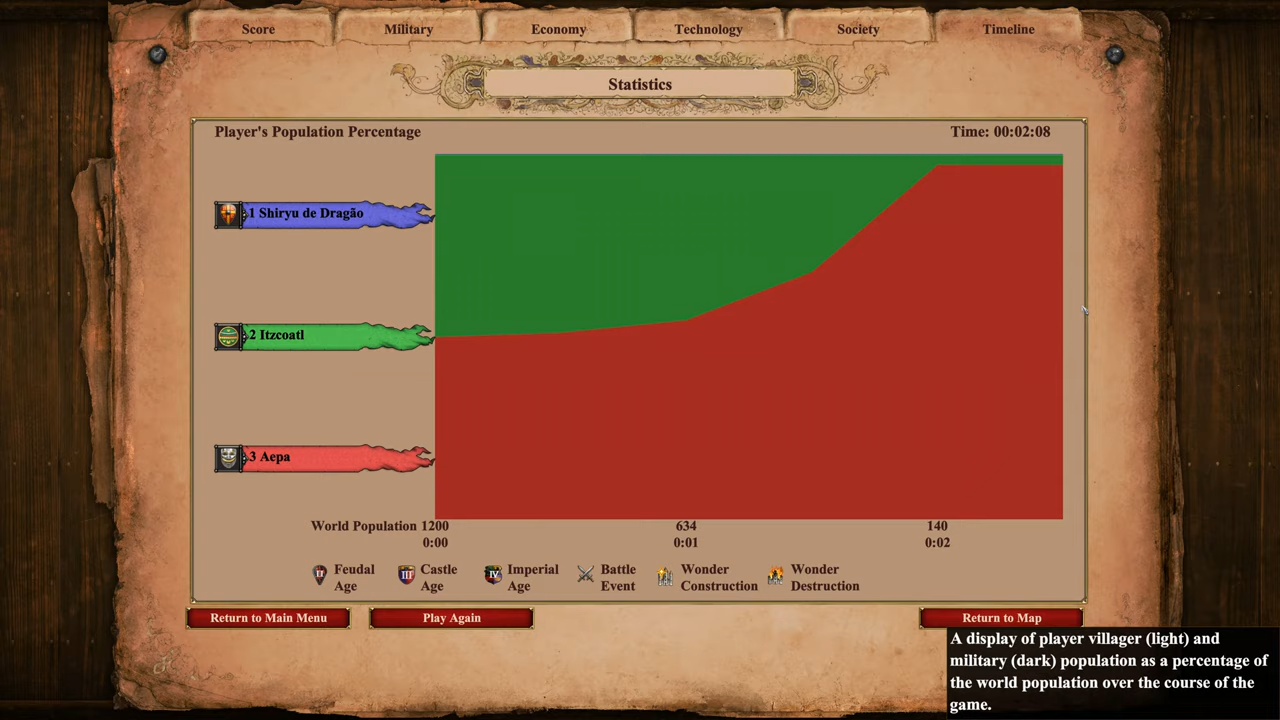 Score
Military
Economy
Technology
Society
Timeline
Statistics
Player's Population Percentage
Time: 00:02:08
1 Shiryu de Dragão
2 Itzcoatl
3 Aepa
World Population 1200
634
140
0:00
0:01
0:02
II
Feudal
Age
III
Castle
Age
IV
Imperial
Age
Battle
Event
Wonder
Construction
Wonder
Destruction
Return to Main Menu
Play Again
Return to Map
A display of player villager (light) and
military (dark) population as a percentage of
the world population over the course of the
game.